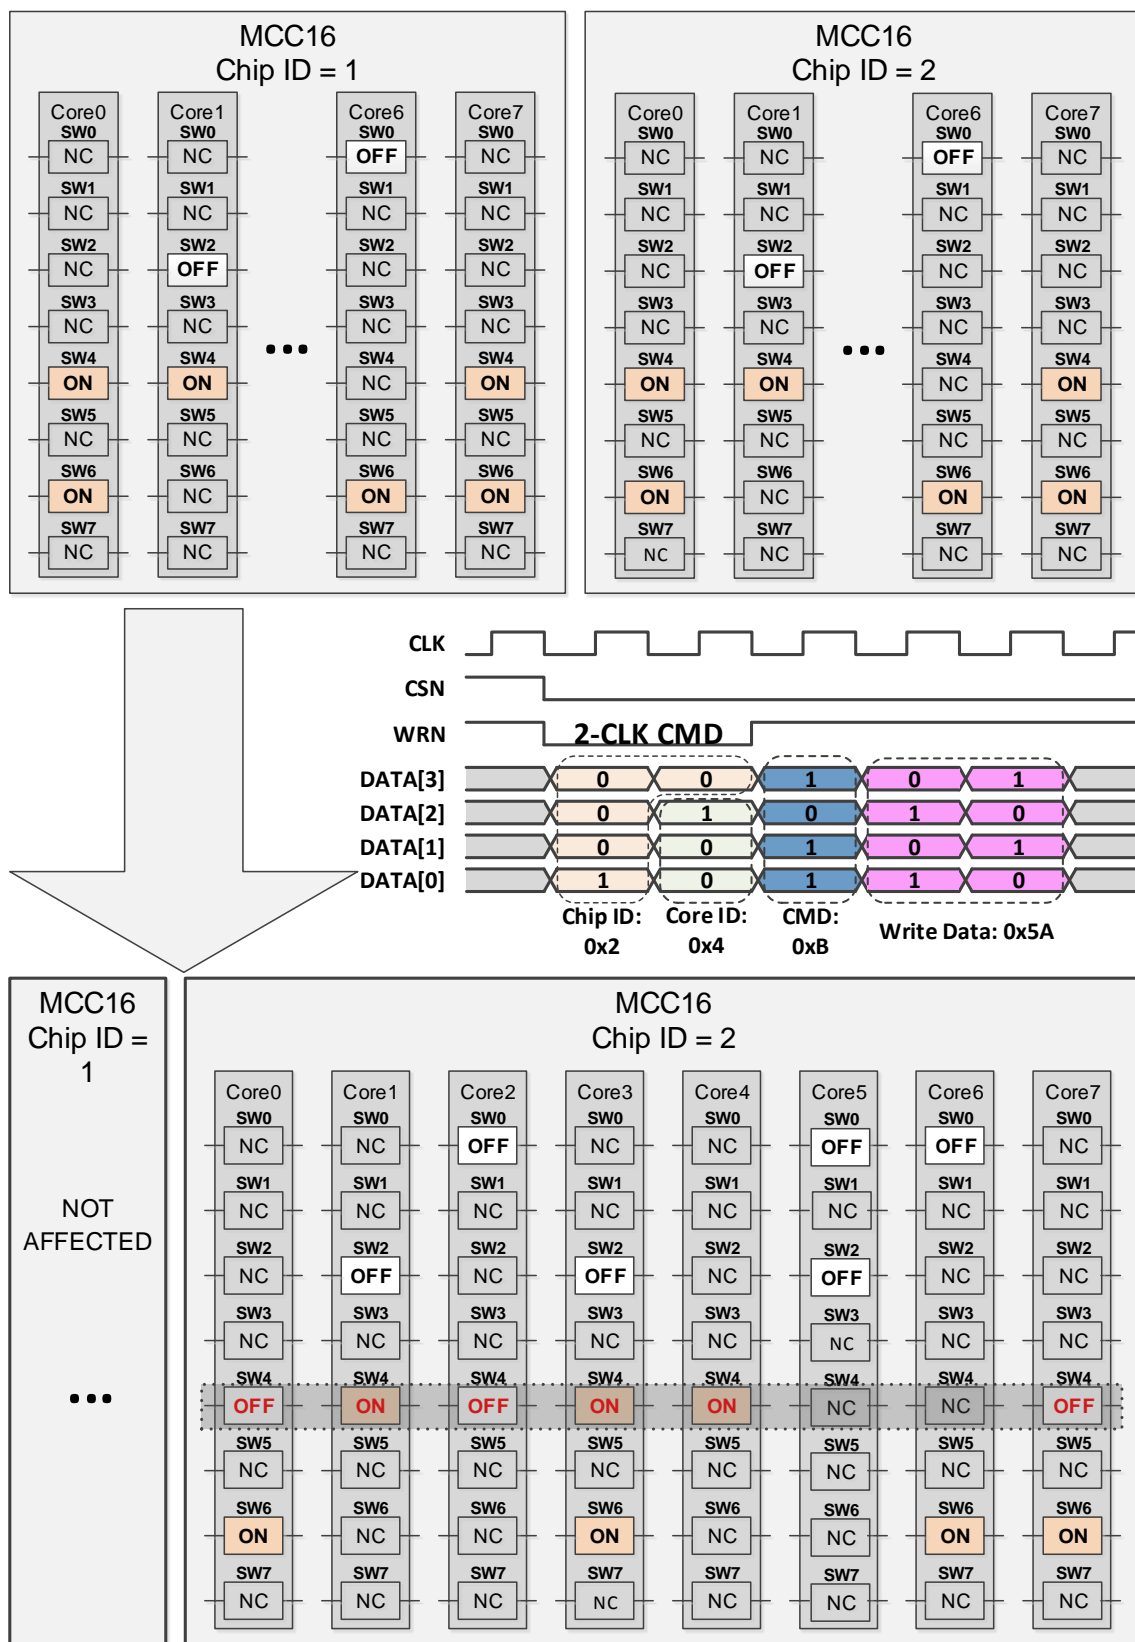 MCC16
Chip ID = 1
Core0 Core1 Core6 Core7
SW0 SW0 SW0 SW0
NC NC OFF NC
SW1 SW1 SW1 SW1
NC NC NC NC
SW2 SW2 SW2 SW2
NC OFF NC NC
SW3 SW3 SW3 SW3
NC NC NC NC
...
SW4 SW4 SW4 SW4
ON ON NC ON
SW5 SW5 SW5 SW5
NC NC NC NC
SW6 SW6 SW6 SW6
ON NC ON ON
SW7 SW7 SW7 SW7
NC NC NC NC
MCC16
Chip ID = 2
Core0 Core1 Core6 Core7
SW0 SW0 SW0 SW0
NC NC OFF NC
SW1 SW1 SW1 SW1
NC NC NC NC
SW2 SW2 SW2 SW2
NC OFF NC NC
SW3 SW3 SW3 SW3
NC NC NC NC
...
SW4 SW4 SW4 SW4
ON ON NC ON
SW5 SW5 SW5 SW5
NC NC NC NC
SW6 SW6 SW6 SW6
ON NC ON ON
SW7 SW7 SW7 SW7
NC NC NC NC
CLK
CSN
WRN 2-CLK CMD
DATA[3] 0 0 1 0 1
DATA[2] 0 1 0 1 0
DATA[1] 0 0 1 0 1
DATA[0] 1 0 1 1 0
Chip ID:
0x2
Core ID:
0x4
CMD:
0xB
Write Data: 0x5A
MCC16
Chip ID =
1
NOT
AFFECTED
...
MCC16
Chip ID = 2
Core0 Core1 Core2 Core3 Core4 Core5 Core6 Core7
SW0 SW0 SW0 SW0 SW0 SW0 SW0 SW0
NC NC OFF NC NC OFF OFF NC
SW1 SW1 SW1 SW1 SW1 SW1 SW1 SW1
NC NC NC NC NC NC NC NC
SW2 SW2 SW2 SW2 SW2 SW2 SW2 SW2
NC OFF NC OFF NC OFF NC NC
SW3 SW3 SW3 SW3 SW3 SW3 SW3 SW3
NC NC NC NC NC NC NC NC
SW4 SW4 SW4 SW4 SW4 SW4 SW4 SW4
OFF ON OFF ON ON NC NC OFF
SW5 SW5 SW5 SW5 SW5 SW5 SW5 SW5
NC NC NC NC NC NC NC NC
SW6 SW6 SW6 SW6 SW6 SW6 SW6 SW6
ON NC NC ON NC NC ON ON
SW7 SW7 SW7 SW7 SW7 SW7 SW7 SW7
NC NC NC NC NC NC NC NC